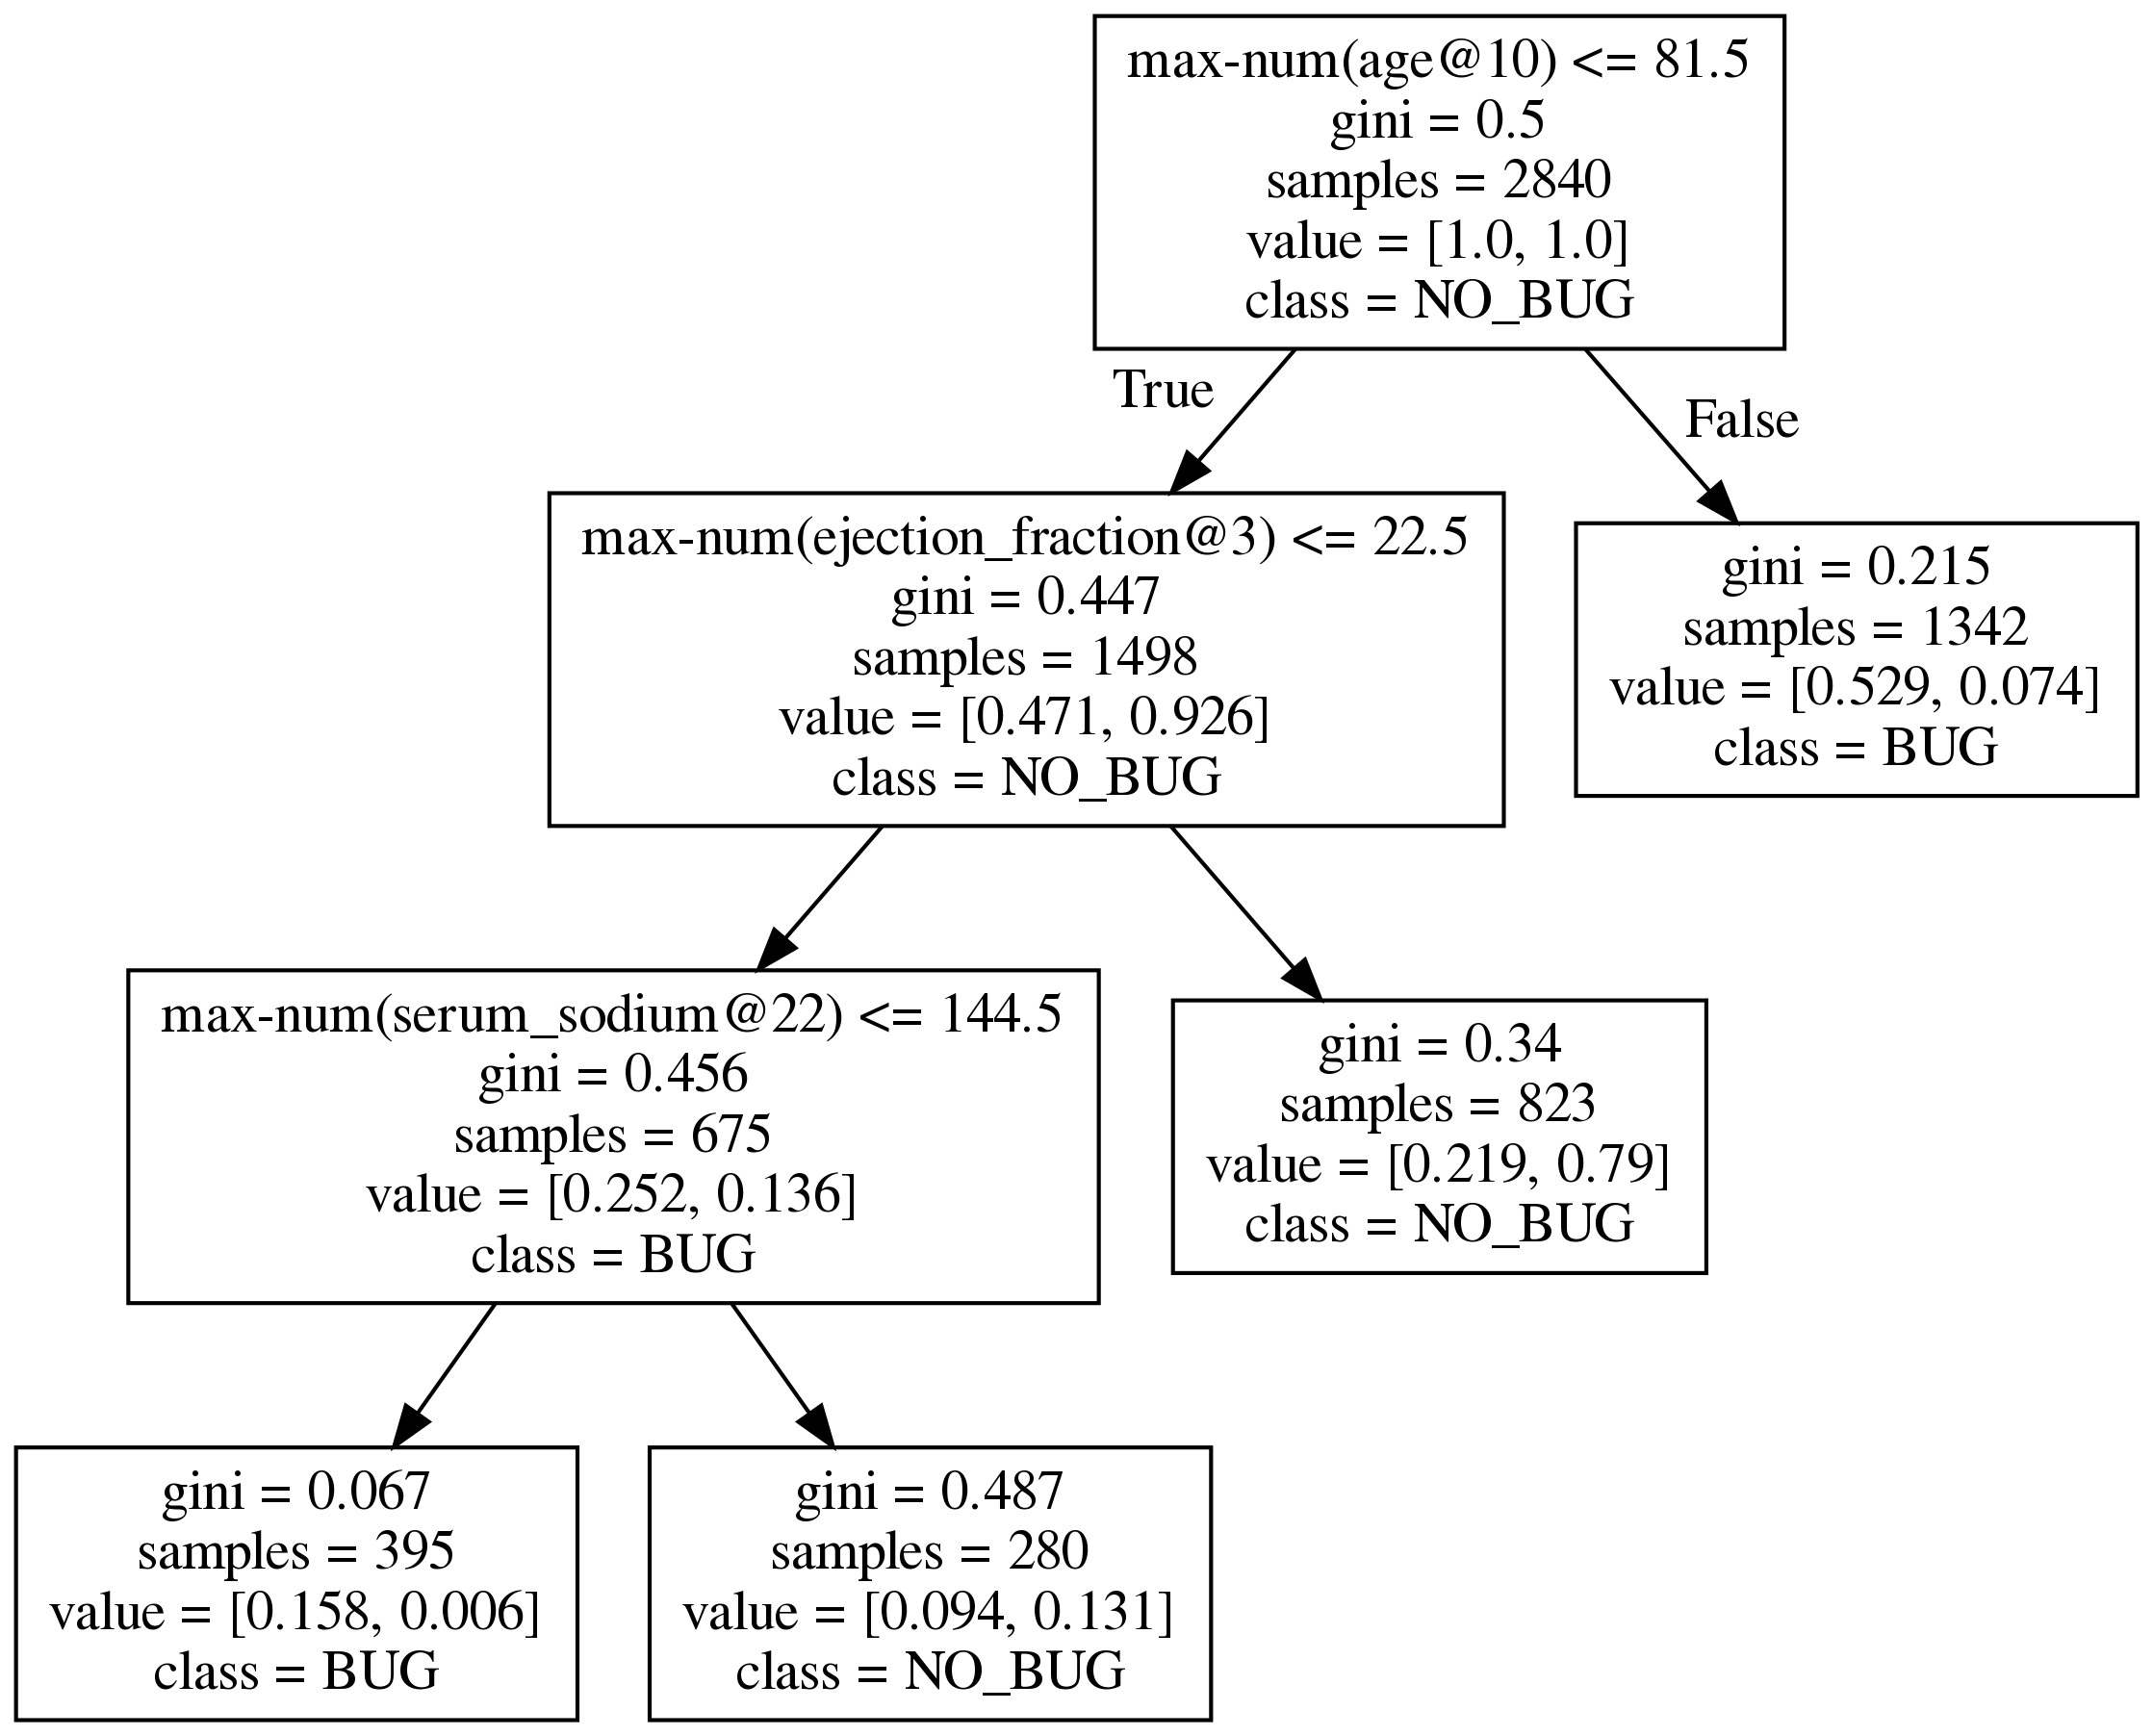 max-num(age@10) <= 81.5
gini = 0.5
samples = 2840
value = [1.0, 1.0]
class = NO_BUG
True
False
max-num(ejection_fraction@3) <= 22.5
gini = 0.447
samples = 1498
value = [0.471, 0.926]
class = NO_BUG
gini = 0.215
samples = 1342
value = [0.529, 0.074]
class = BUG
max-num(serum_sodium@22) <= 144.5
gini = 0.456
samples = 675
value = [0.252, 0.136]
class = BUG
gini = 0.34
samples = 823
value = [0.219, 0.79]
class = NO_BUG
gini = 0.067
samples = 395
value = [0.158, 0.006]
class = BUG
gini = 0.487
samples = 280
value = [0.094, 0.131]
class = NO_BUG